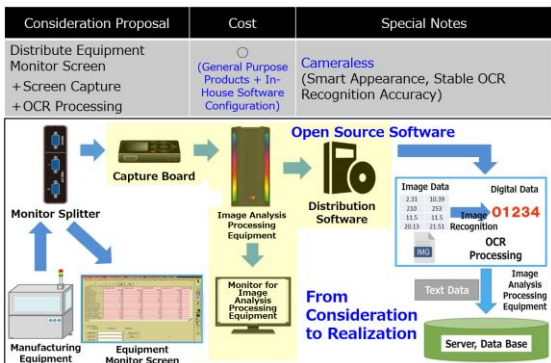 Consideration Proposal
Cost
Special Notes
Distribute Equipment
Monitor Screen
+Screen Capture
+OCR Processing
○
(General Purpose
Products + In-
House Software
Configuration)
Cameraless
(Smart Appearance, Stable OCR
Recognition Accuracy)
Open Source Software
Capture Board
Monitor Splitter
Image Analysis
Processing
Equipment
Distribution
Software
Image Data
Digital Data
2.31 10.39
210 253
11.5 11.5
20.13 21.51
01234
Image
Recognition
IMG
OCR
Processing
Monitor for
Image
Analysis
Processing
Equipment
From
Consideration
to Realization
Text Data
Image
Analysis
Processing
Equipment
Server, Data Base
Manufacturing
Equipment
Equipment
Monitor Screen